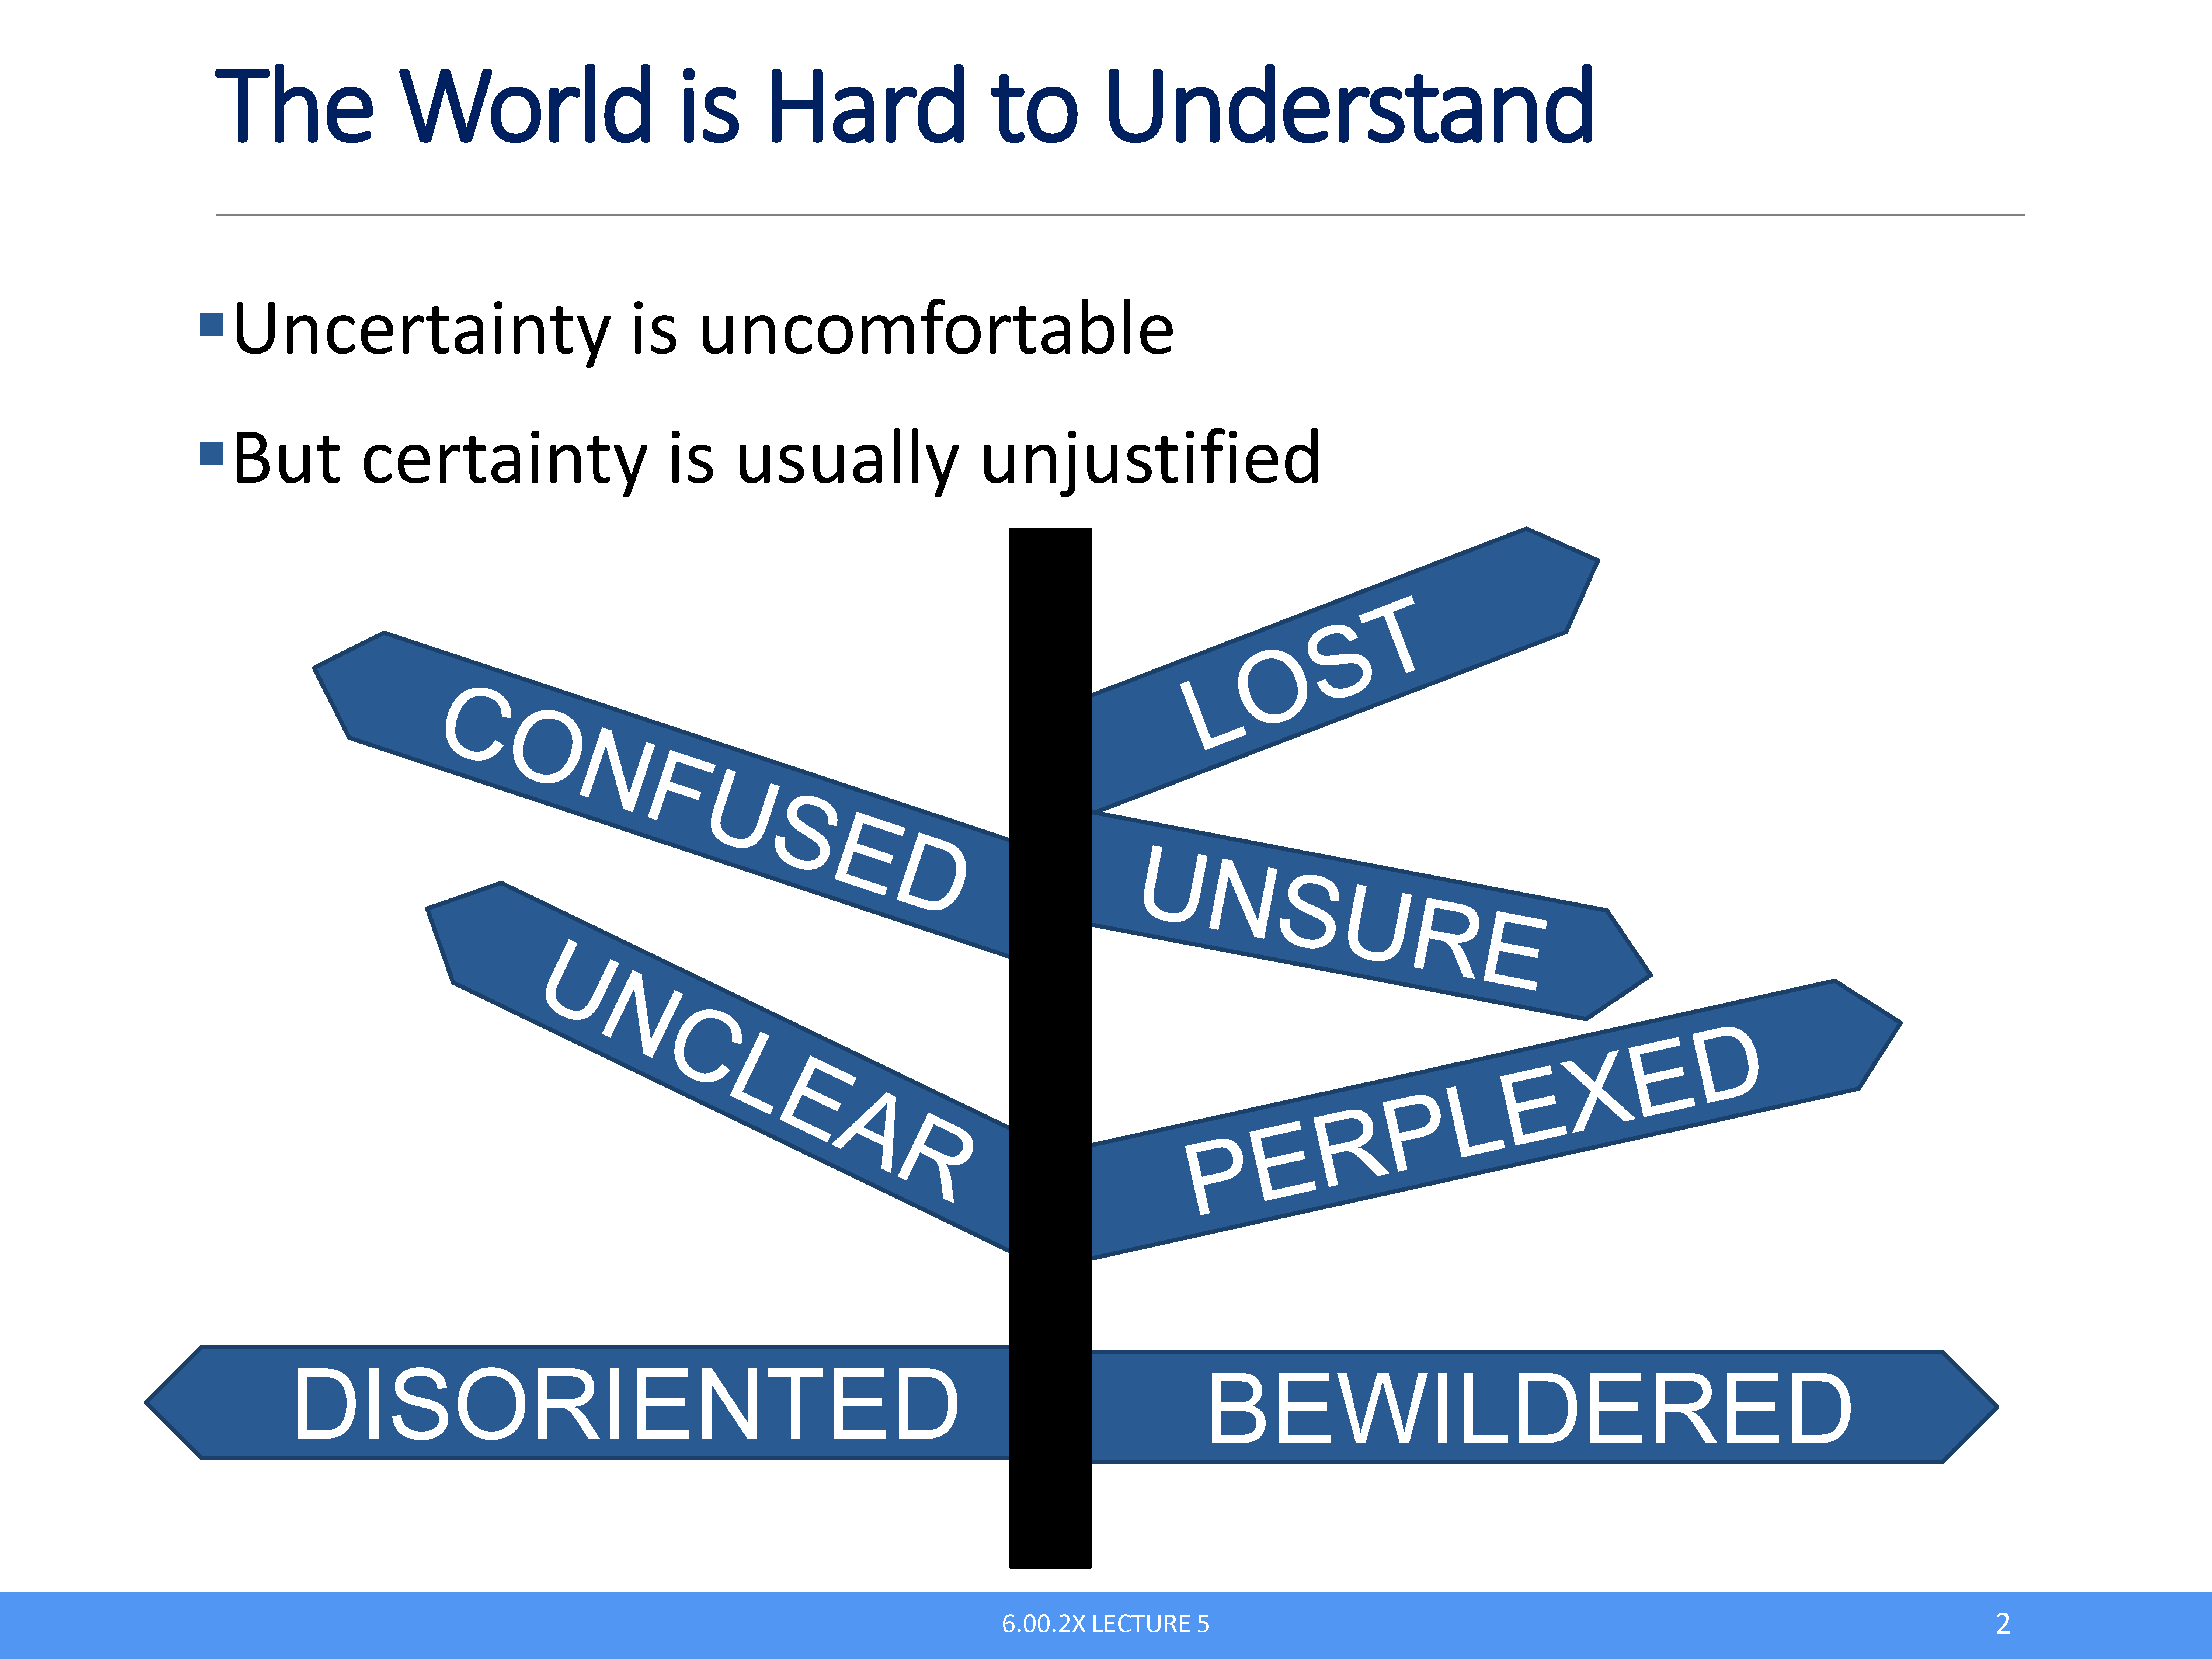 The World is Hard to Understand
▪Uncertainty is uncomfortable
▪But certainty is usually unjustified
LOST
CONFUSED
UNSURE
UNCLEAR
PERPLEXED
DISORIENTED
BEWILDERED
6.00.2X LECTURE 5
2